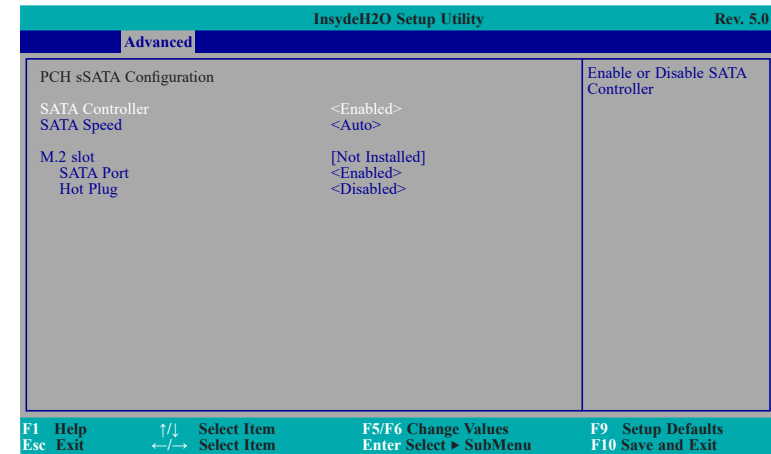 InsydeH2O Setup Utility Rev. 5.0
Advanced
PCH sSATA Configuration
SATA Controller <Enabled>
SATA Speed <Auto>
M.2 slot [Not Installed]
SATA Port <Enabled>
Hot Plug <Disabled>
Enable or Disable SATA
Controller
F1 Help ↑/↓ Select Item F5/F6 Change Values F9 Setup Defaults
Esc Exit ←/→ Select Item Enter Select ► SubMenu F10 Save and Exit